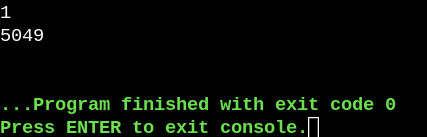 1
5049
...Program finished with exit code 0
Press ENTER to exit console.